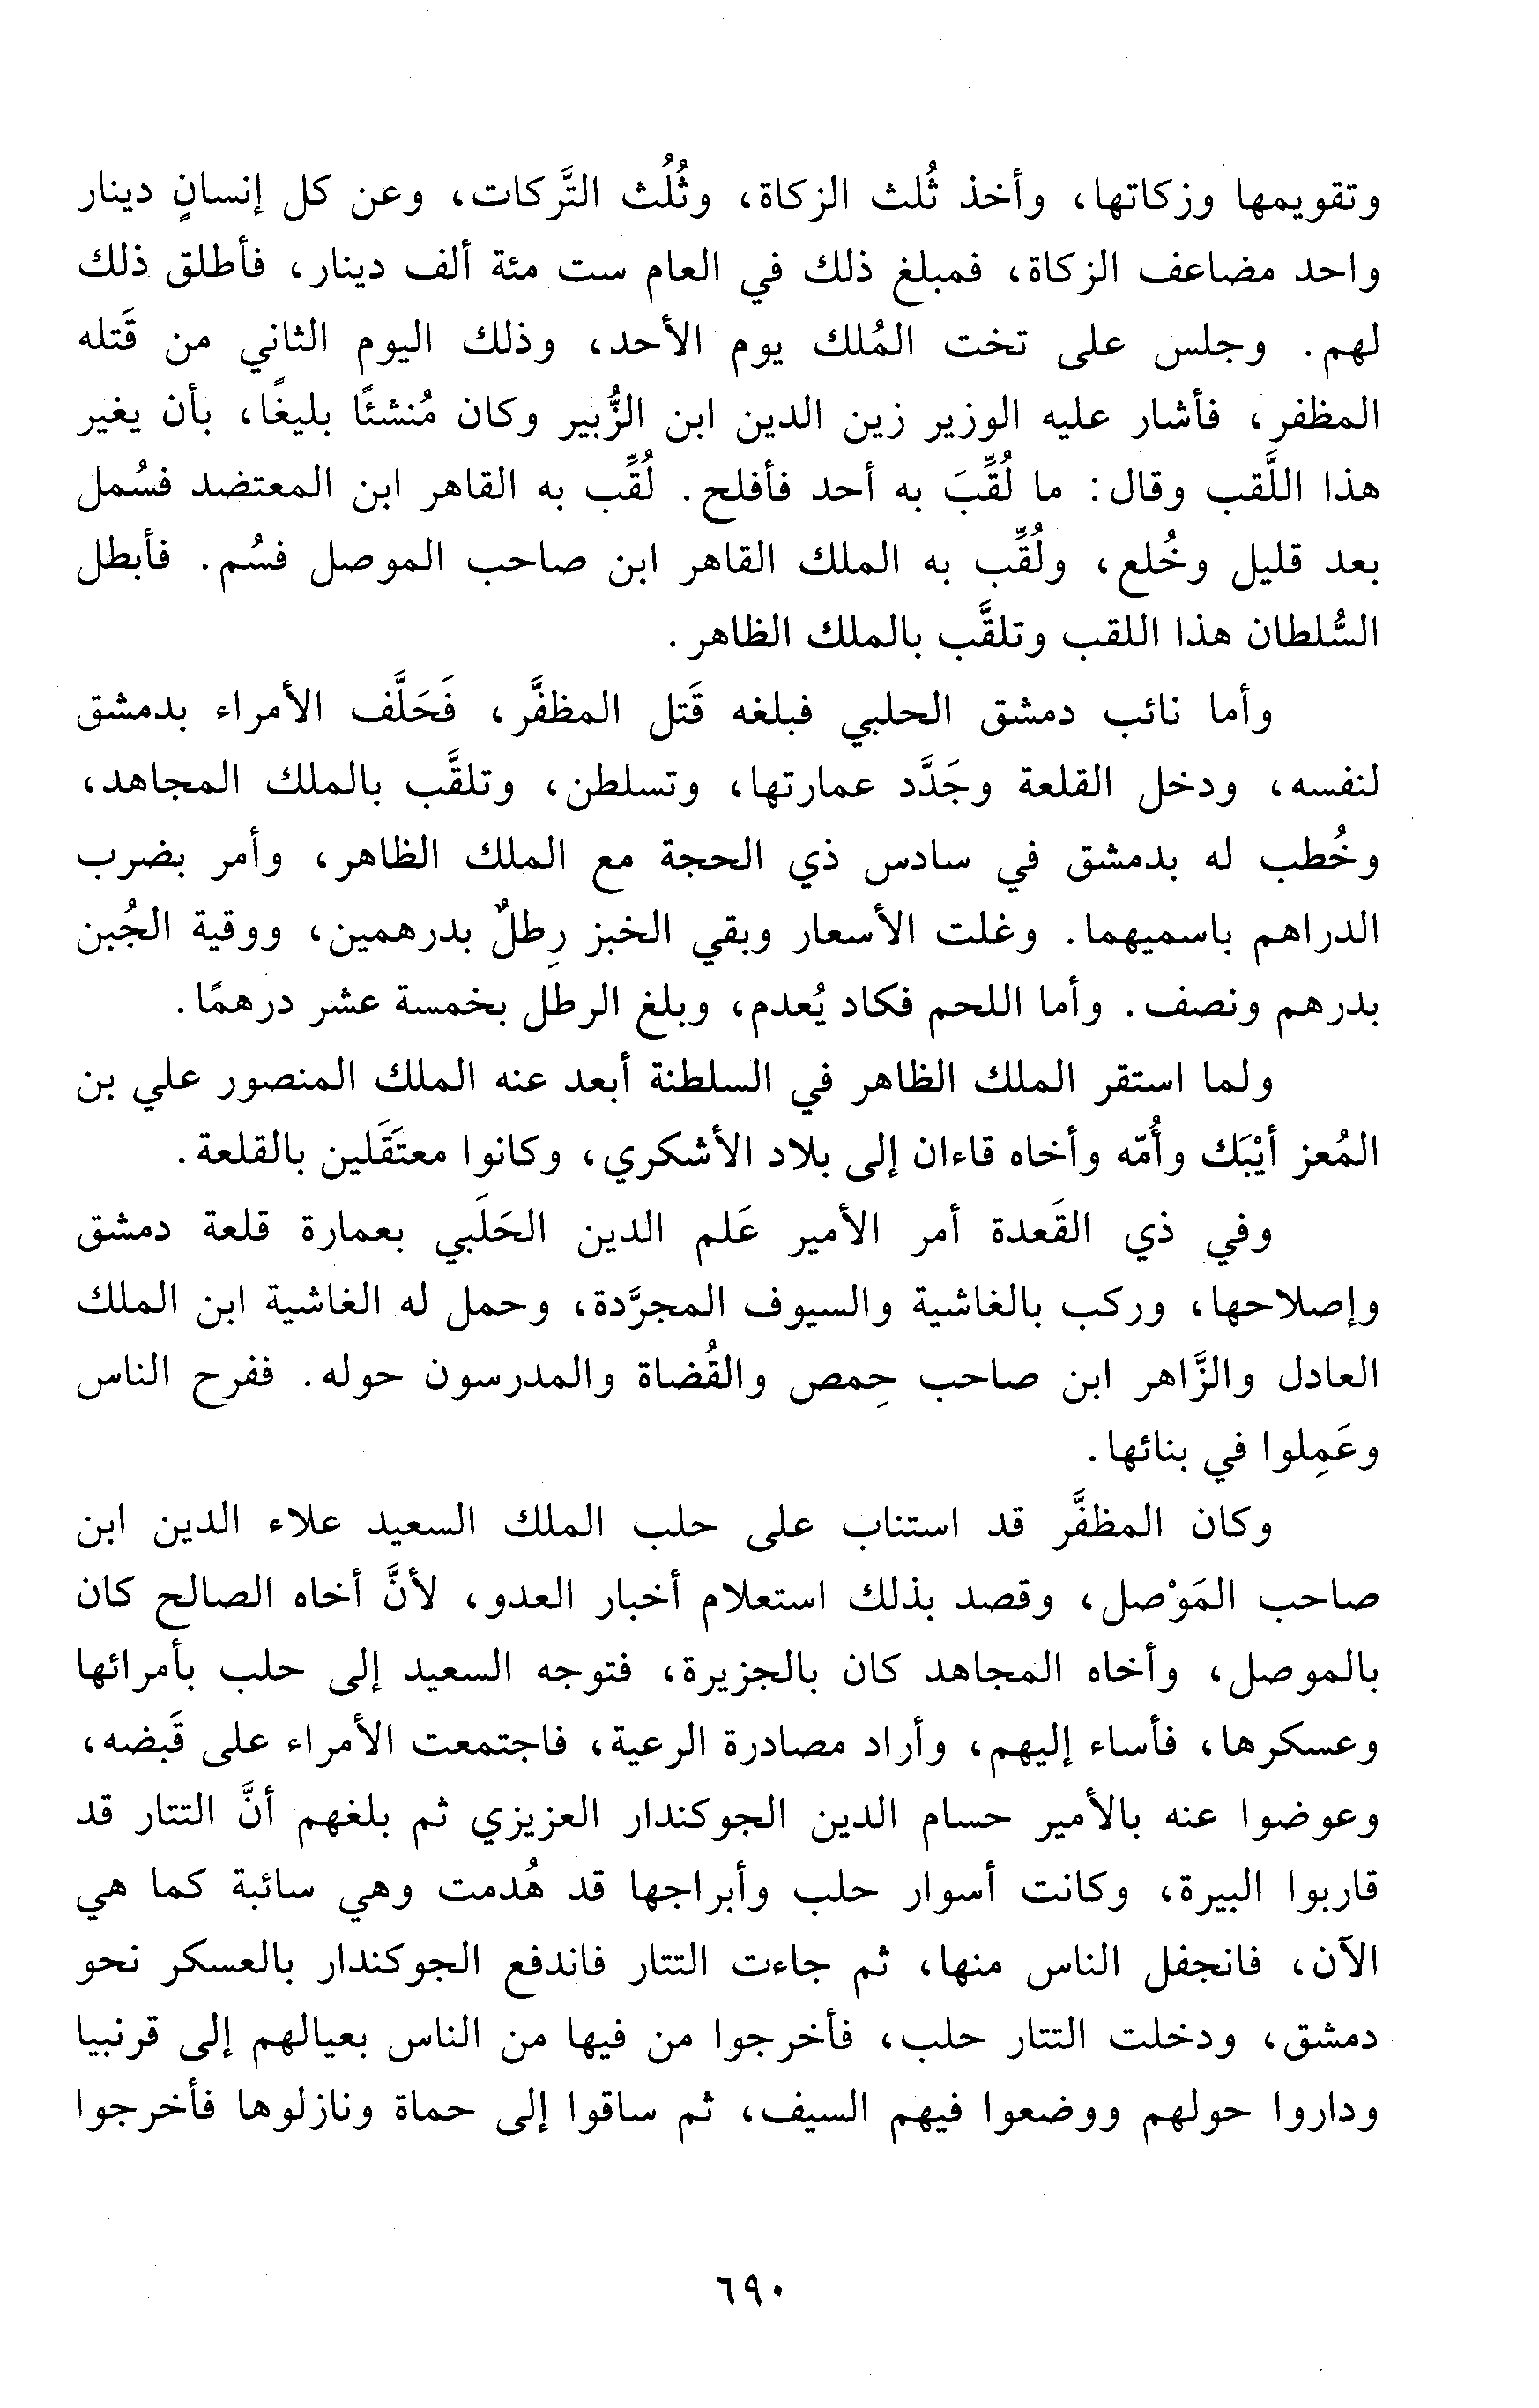 وتقويمها وزكاتها، وأخذ ثُلث الزكاة، وثُلُث التَّركات، وعن كل إنسانٍ دينار
واحد مضاعف الزكاة، فمبلغ ذلك في العام ست مئة ألف دينار، فأطلق ذلك
لهم. وجلس على تخت المُلك يوم الأحد، وذلك اليوم الثاني من قَتله
المظفر، فأشار عليه الوزير زين الدين ابن الزُّبير وكان مُنشئًا بليغًا، بأن يغير
هذا اللَّقب وقال: ما لُقِّبَ به أحد فأفلح. لُقِّب به القاهر ابن المعتضد فسُمل
بعد قليل وخُلع، ولُقِّب به الملك القاهر ابن صاحب الموصل فسُم. فأبطل
السُّلطان هذا اللقب وتلقَّب بالملك الظاهر.
وأما نائب دمشق الحلبي فبلغه قَتل المظفَّر، فَحَلَّف الأمراء بدمشق
لنفسه، ودخل القلعة وجَدَّد عمارتها، وتسلطن، وتلقَّب بالملك المجاهد،
وخُطب له بدمشق في سادس ذي الحجة مع الملك الظاهر، وأمر بضرب
الدراهم باسميهما. وغلت الأسعار وبقي الخبز رِطلٌ بدرهمين، ووقية الجُبن
بدرهم ونصف. وأما اللحم فكاد يُعدم، وبلغ الرطل بخمسة عشر درهمًا.
ولما استقر الملك الظاهر في السلطنة أبعد عنه الملك المنصور علي بن
المُعز أيْبَك وأُمّه وأخاه قاءان إلى بلاد الأشكري، وكانوا معتَقَلين بالقلعة.
وفي ذي القَعدة أمر الأمير عَلم الدين الحَلَبي بعمارة قلعة دمشق
وإصلاحها، وركب بالغاشية والسيوف المجرَّدة، وحمل له الغاشية ابن الملك
العادل والزَّاهر ابن صاحب حِمص والقُضاة والمدرسون حوله. ففرح الناس
وعَمِلوا في بنائها.
وكان المظفَّر قد استناب على حلب الملك السعيد علاء الدين ابن
صاحب المَوْصل، وقصد بذلك استعلام أخبار العدو، لأنَّ أخاه الصالح كان
بالموصل، وأخاه المجاهد كان بالجزيرة، فتوجه السعيد إلى حلب بأمرائها
وعسكرها، فأساء إليهم، وأراد مصادرة الرعية، فاجتمعت الأمراء على قَبضه،
وعوضوا عنه بالأمير حسام الدين الجوكندار العزيزي ثم بلغهم أنَّ التتار قد
قاربوا البيرة، وكانت أسوار حلب وأبراجها قد هُدمت وهي سائبة كما هي
الآن، فانجفل الناس منها، ثم جاءت التتار فاندفع الجوكندار بالعسكر نحو
دمشق، ودخلت التتار حلب، فأخرجوا من فيها من الناس بعيالهم إلى قرنبيا
وداروا حولهم ووضعوا فيهم السيف، ثم ساقوا إلى حماة ونازلوها فأخرجوا
٦٩٠